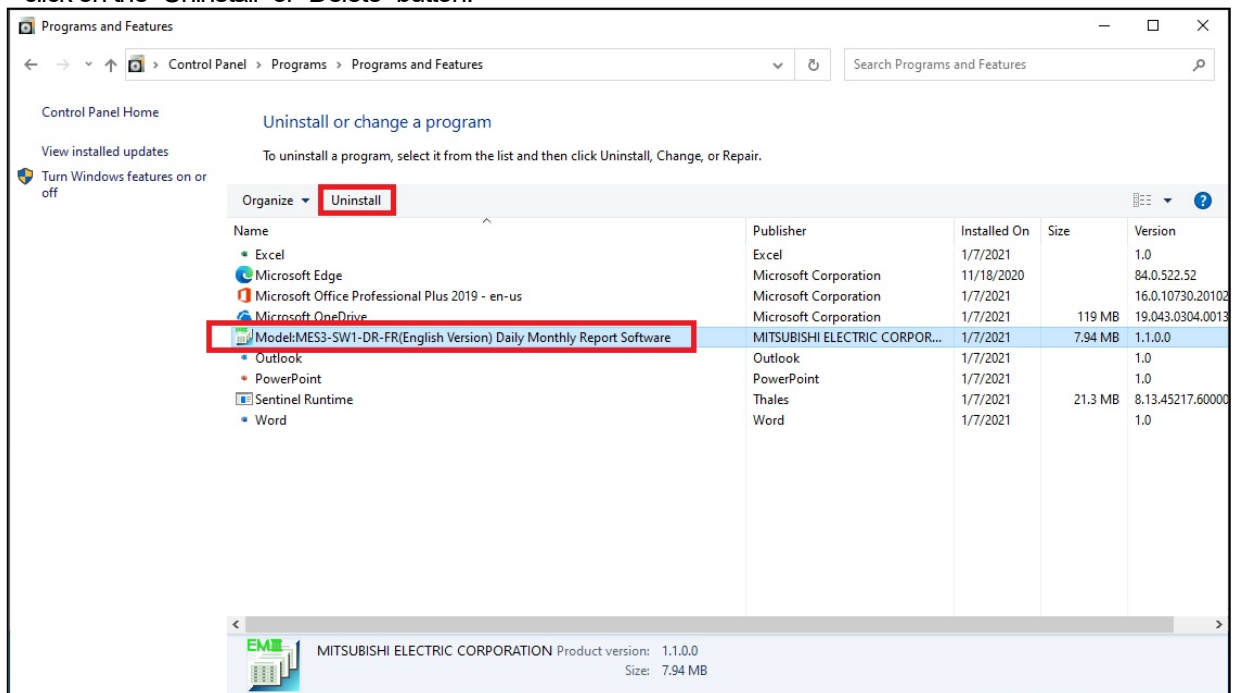 click on the "Uninstall" or "Delete" button.
Programs and Features
Control Panel > Programs > Programs and Features
Search Programs and Features
Control Panel Home
View installed updates
Turn Windows features on or
off
Uninstall or change a program
To uninstall a program, select it from the list and then click Uninstall, Change, or Repair.
Organize Uninstall
Name Publisher Installed On Size Version
Excel Excel 1/7/2021 1.0
Microsoft Edge Microsoft Corporation 11/18/2020 84.0.522.52
Microsoft Office Professional Plus 2019 - en-us Microsoft Corporation 1/7/2021 16.0.10730.20102
Microsoft OneDrive Microsoft Corporation 1/7/2021 119 MB 19.043.0304.0013
Model:MES3-SW1-DR-FR(English Version) Daily Monthly Report Software MITSUBISHI ELECTRIC CORPOR... 1/7/2021 7.94 MB 1.1.0.0
Outlook Outlook 1/7/2021 1.0
PowerPoint PowerPoint 1/7/2021 1.0
Sentinel Runtime Thales 1/7/2021 21.3 MB 8.13.45217.60000
Word Word 1/7/2021 1.0
EMIII
MITSUBISHI ELECTRIC CORPORATION Product version: 1.1.0.0
Size: 7.94 MB